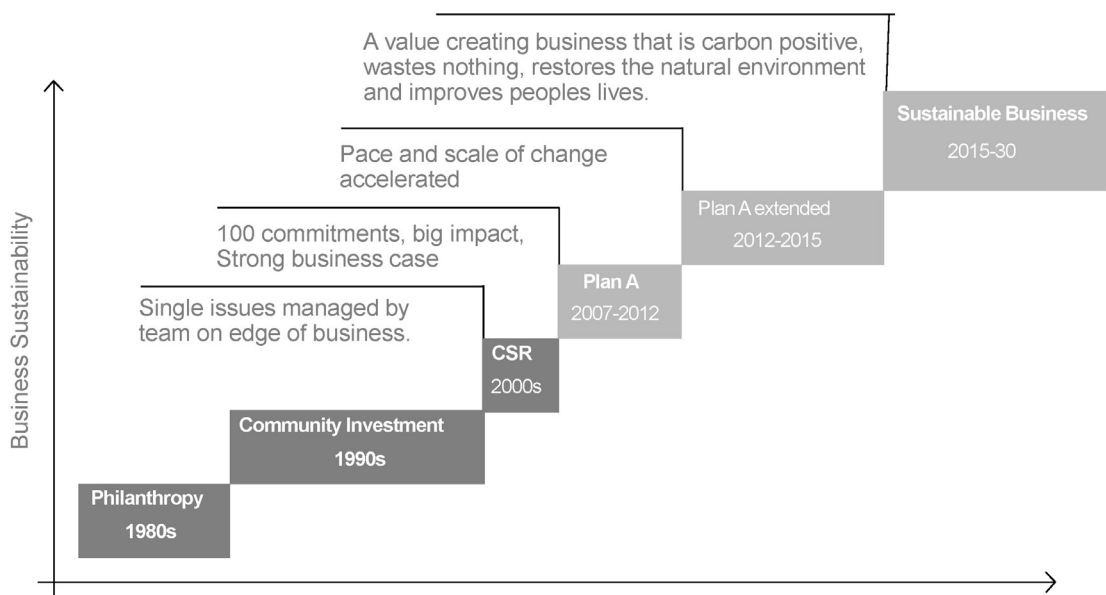 A value creating business that is carbon positive,
wastes nothing, restores the natural environment
and improves peoples lives.
Sustainable Business
2015-30
Pace and scale of change
accelerated
Plan A extended
2012-2015
100 commitments, big impact,
Strong business case
Plan A
2007-2012
Single issues managed by
team on edge of business.
CSR
2000s
Community Investment
1990s
Philanthropy
1980s
Business Sustainability